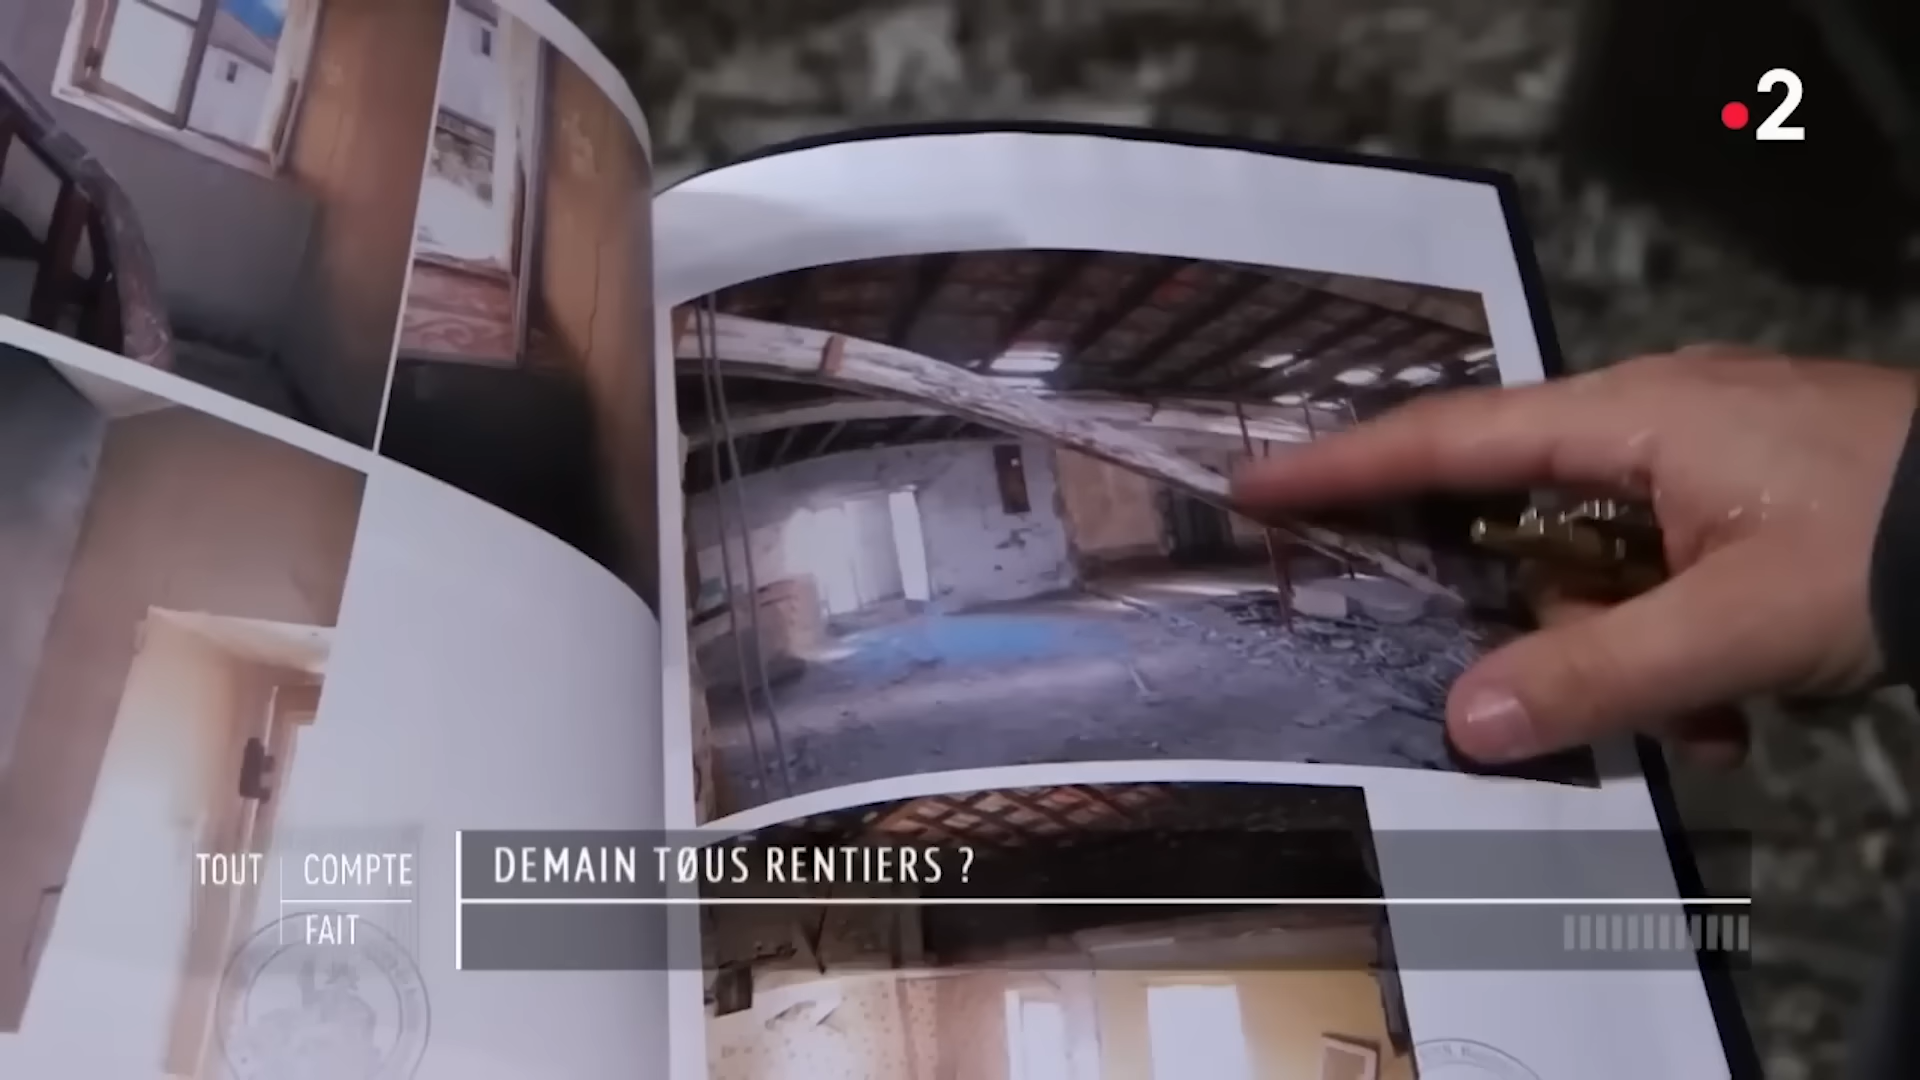 2
TOUT COMPTE
FAIT
DEMAIN TØUS RENTIERS ?